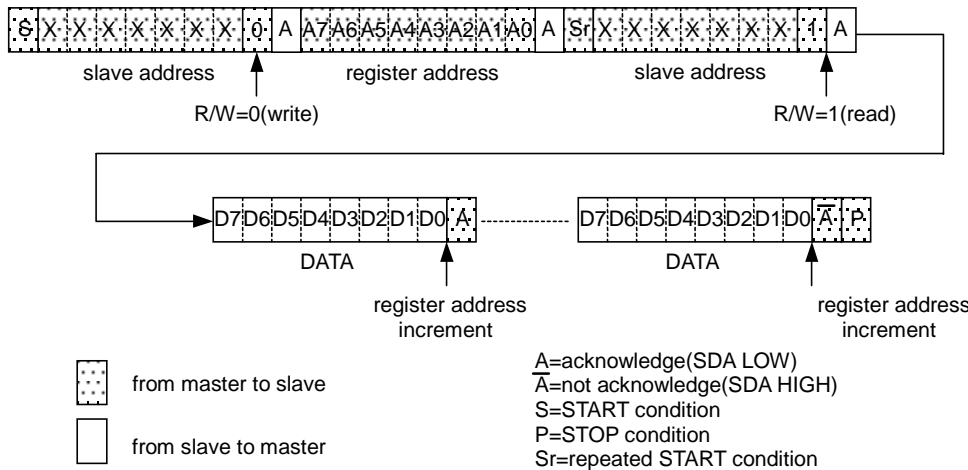 S X X X X X X X 0 A A7 A6 A5 A4 A3 A2 A1 A0 A Sr X X X X X X X 1 A
slave address register address slave address
R/W=0(write) R/W=1(read)
D7 D6 D5 D4 D3 D2 D1 D0 A D7 D6 D5 D4 D3 D2 D1 D0 A̅ P
DATA DATA
register address register address
increment increment
A=acknowledge(SDA LOW)
from master to slave A̅=not acknowledge(SDA HIGH)
S=START condition
from slave to master P=STOP condition
Sr=repeated START condition